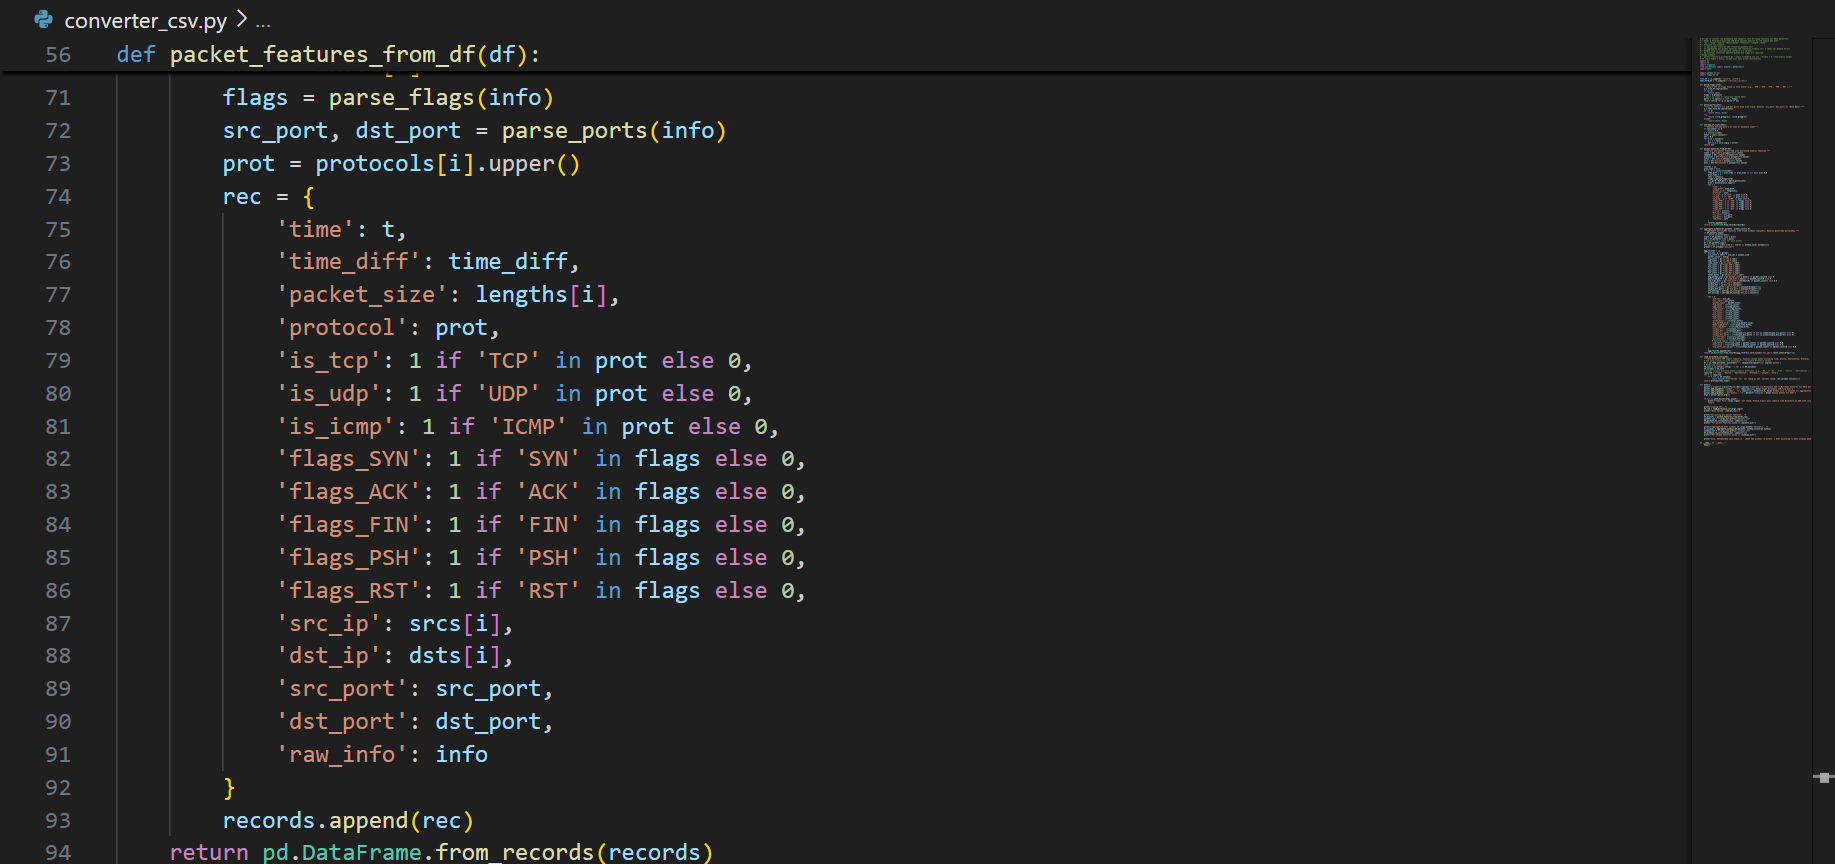 converter_csv.py > ...
56 def packet_features_from_df(df):
71 flags = parse_flags(info)
72 src_port, dst_port = parse_ports(info)
73 prot = protocols[i].upper()
74 rec = {
75 'time': t,
76 'time_diff': time_diff,
77 'packet_size': lengths[i],
78 'protocol': prot,
79 'is_tcp': 1 if 'TCP' in prot else 0,
80 'is_udp': 1 if 'UDP' in prot else 0,
81 'is_icmp': 1 if 'ICMP' in prot else 0,
82 'flags_SYN': 1 if 'SYN' in flags else 0,
83 'flags_ACK': 1 if 'ACK' in flags else 0,
84 'flags_FIN': 1 if 'FIN' in flags else 0,
85 'flags_PSH': 1 if 'PSH' in flags else 0,
86 'flags_RST': 1 if 'RST' in flags else 0,
87 'src_ip': srcs[i],
88 'dst_ip': dsts[i],
89 'src_port': src_port,
90 'dst_port': dst_port,
91 'raw_info': info
92 }
93 records.append(rec)
94 return pd.DataFrame.from_records(records)